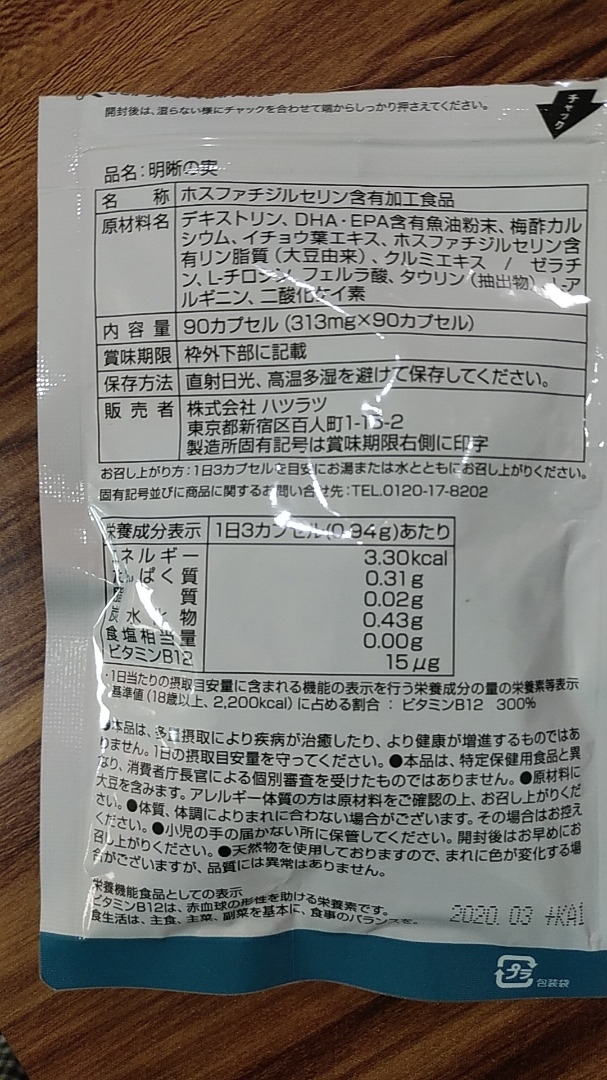 開封後は、湿らない様にチャックを合わせて端からしっかり押さえてください。
チャック
品名：明晰の実
名 称 ホスファチジルセリン含有加工食品
原材料名 デキストリン、DHA・EPA含有魚油粉末、梅酢カル
シウム、イチョウ葉エキス、ホスファチジルセリン含
有リン脂質（大豆由来）、クルミエキス / ゼラチ
ン、L-チロシン、フェルラ酸、タウリン（抽出物）、L-ア
ルギニン、二酸化ケイ素
内容量 90カプセル（313mg×90カプセル）
賞味期限 枠外下部に記載
保存方法 直射日光、高温多湿を避けて保存してください。
販売者 株式会社 ハツラツ
東京都新宿区百人町1-15-2
製造所固有記号は賞味期限右側に印字
お召し上がり方：1日3カプセルを目安にお湯または水とともにお召し上がりください。
固有記号並びに商品に関するお問い合せ先：TEL.0120-17-8202
栄養成分表示 1日3カプセル(0.94g)あたり
エネルギー 3.30kcal
たんぱく質 0.31g
脂質 0.02g
炭水化物 0.43g
食塩相当量 0.00g
ビタミンB12 15μg
・1日当たりの摂取目安量に含まれる機能の表示を行う栄養成分の量の栄養素等表示
基準値（18歳以上、2,200kcal）に占める割合：ビタミンB12 300%
●本品は、多量摂取により疾病が治癒したり、より健康が増進するものではあ
りません。1日の摂取目安量を守ってください。●本品は、特定保健用食品と異
なり、消費者庁長官による個別審査を受けたものではありません。●原材料に
大豆を含みます。アレルギー体質の方は原材料をご確認の上、お召し上がりくだ
さい。●体質、体調によりまれに合わない場合がございます。その場合はお控え
ください。●小児の手の届かない所に保管してください。開封後はお早めにお
召し上がりください。●天然物を使用しておりますので、まれに色が変化する場
合がございますが、品質には異常はありません。
栄養機能食品としての表示
ビタミンB12は、赤血球の形性を助ける栄養素です。
食生活は、主食、主菜、副菜を基本に、食事のバランスを。
2020.03 +KA1
プラ
包装袋